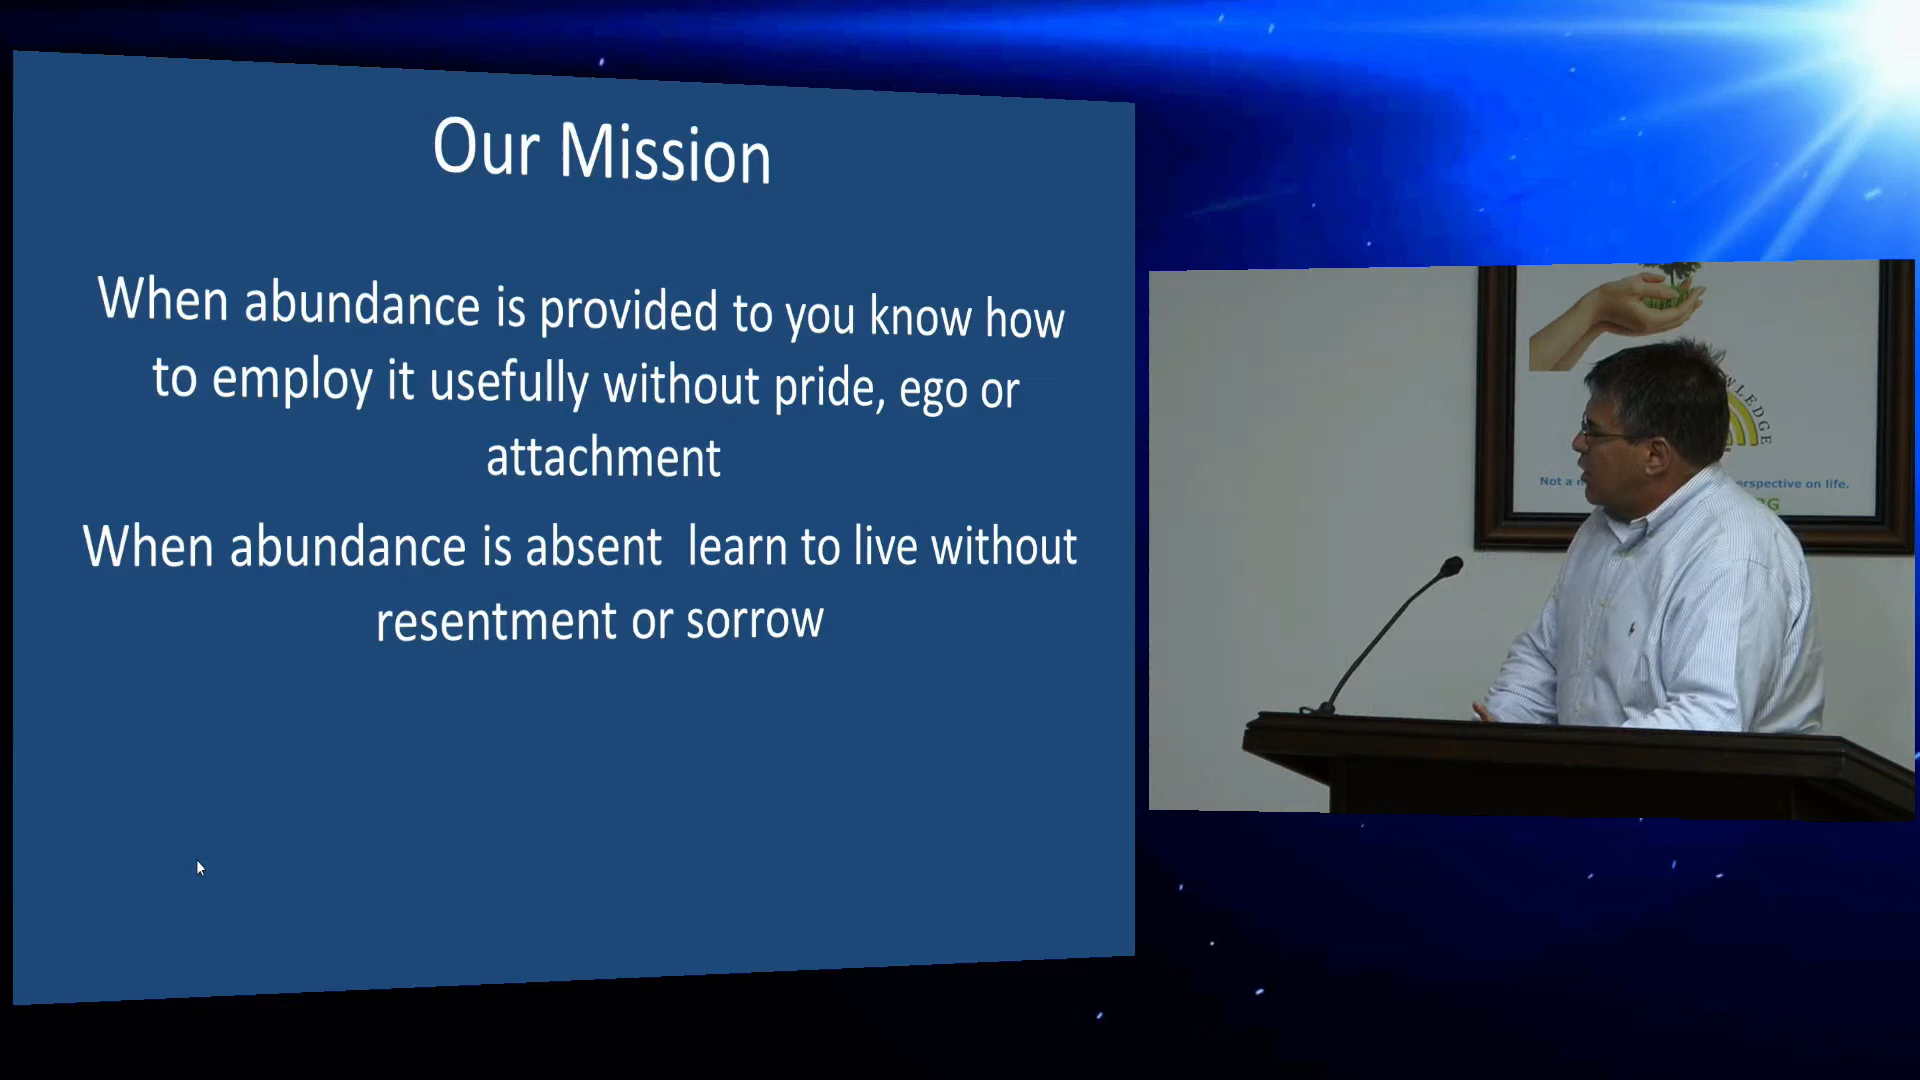 Our Mission
When abundance is provided to you know how
to employ it usefully without pride, ego or
attachment
When abundance is absent learn to live without
resentment or sorrow
WLEDGE
Not a
erspective on life.